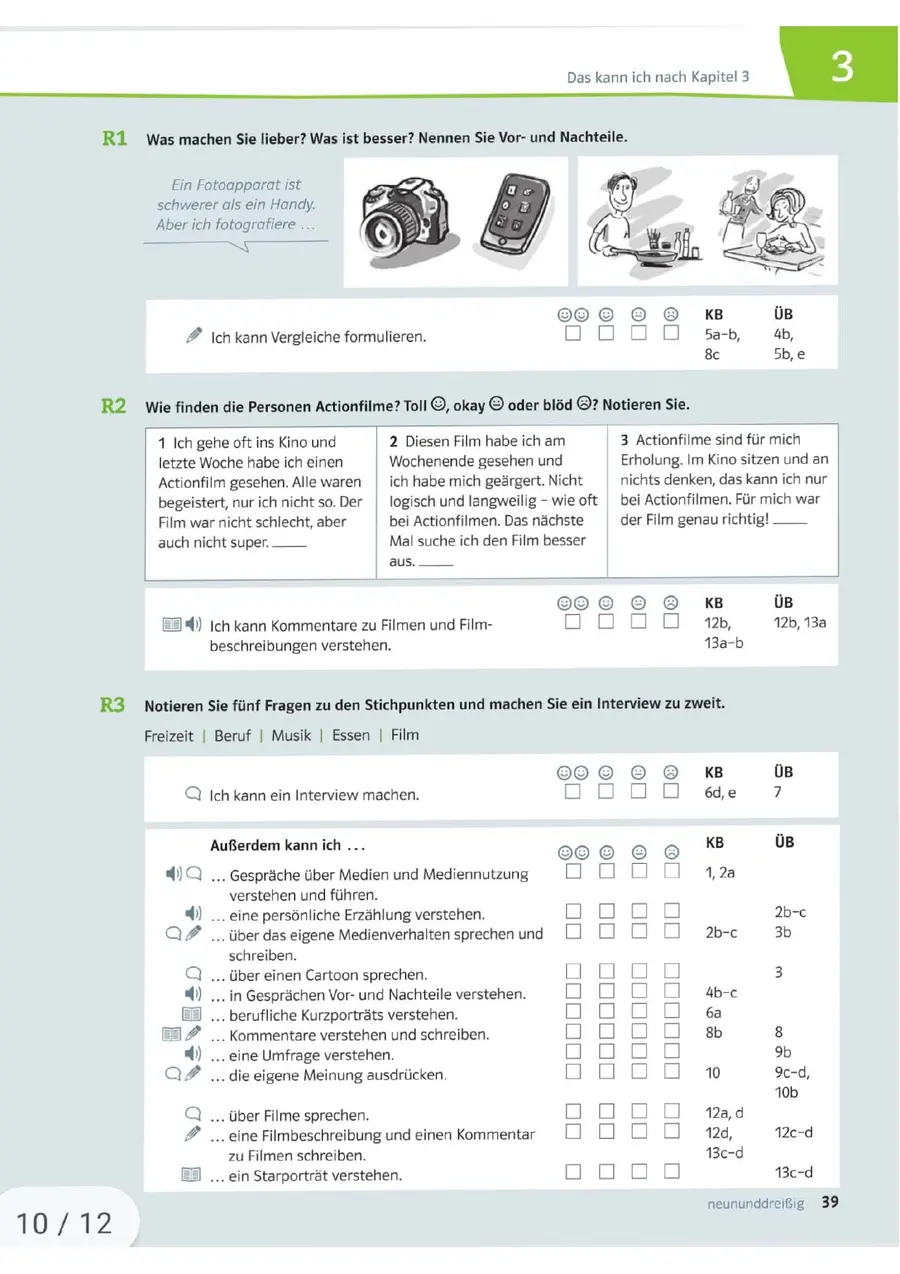 Das kann ich nach Kapitel 3
3
R1 Was machen Sie lieber? Was ist besser? Nennen Sie Vor- und Nachteile.
Ein Fotoapparat ist
schwerer als ein Handy.
Aber ich fotografiere ...
KB ÜB
Ich kann Vergleiche formulieren. 5a–b, 4b,
8c 5b, e
R2 Wie finden die Personen Actionfilme? Toll ☺, okay 😐 oder blöd ☹? Notieren Sie.
1 Ich gehe oft ins Kino und
letzte Woche habe ich einen
Actionfilm gesehen. Alle waren
begeistert, nur ich nicht so. Der
Film war nicht schlecht, aber
auch nicht super. ____
2 Diesen Film habe ich am
Wochenende gesehen und
ich habe mich geärgert. Nicht
logisch und langweilig – wie oft
bei Actionfilmen. Das nächste
Mal suche ich den Film besser
aus. ____
3 Actionfilme sind für mich
Erholung. Im Kino sitzen und an
nichts denken, das kann ich nur
bei Actionfilmen. Für mich war
der Film genau richtig! ____
KB ÜB
Ich kann Kommentare zu Filmen und Film- 12b, 12b, 13a
beschreibungen verstehen. 13a–b
R3 Notieren Sie fünf Fragen zu den Stichpunkten und machen Sie ein Interview zu zweit.
Freizeit | Beruf | Musik | Essen | Film
KB ÜB
Ich kann ein Interview machen. 6d, e 7
Außerdem kann ich ... KB ÜB
... Gespräche über Medien und Mediennutzung 1, 2a
verstehen und führen.
... eine persönliche Erzählung verstehen. 2b–c
... über das eigene Medienverhalten sprechen und 2b–c 3b
schreiben.
... über einen Cartoon sprechen. 3
... in Gesprächen Vor- und Nachteile verstehen. 4b–c
... berufliche Kurzporträts verstehen. 6a
... Kommentare verstehen und schreiben. 8b 8
... eine Umfrage verstehen. 9b
... die eigene Meinung ausdrücken. 10 9c–d,
10b
... über Filme sprechen. 12a, d
... eine Filmbeschreibung und einen Kommentar 12d, 12c–d
zu Filmen schreiben. 13c–d
... ein Starporträt verstehen. 13c–d
neununddreißig 39
10 / 12